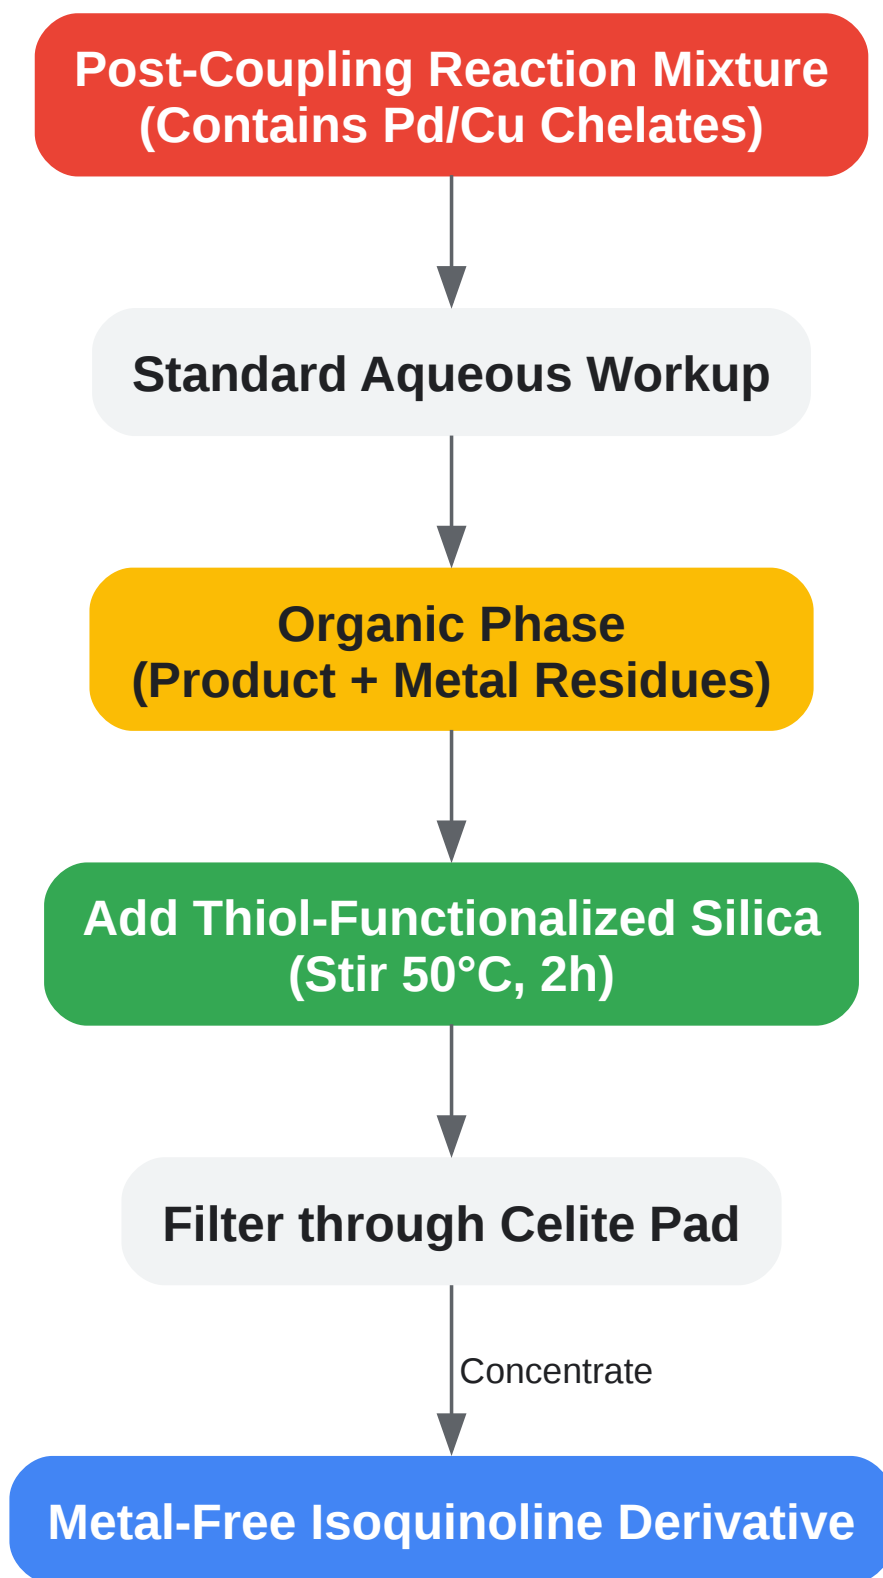 Post-Coupling Reaction Mixture
(Contains Pd/Cu Chelates)
Standard Aqueous Workup
Organic Phase
(Product + Metal Residues)
Add Thiol-Functionalized Silica
(Stir 50°C, 2h)
Filter through Celite Pad
Concentrate
Metal-Free Isoquinoline Derivative